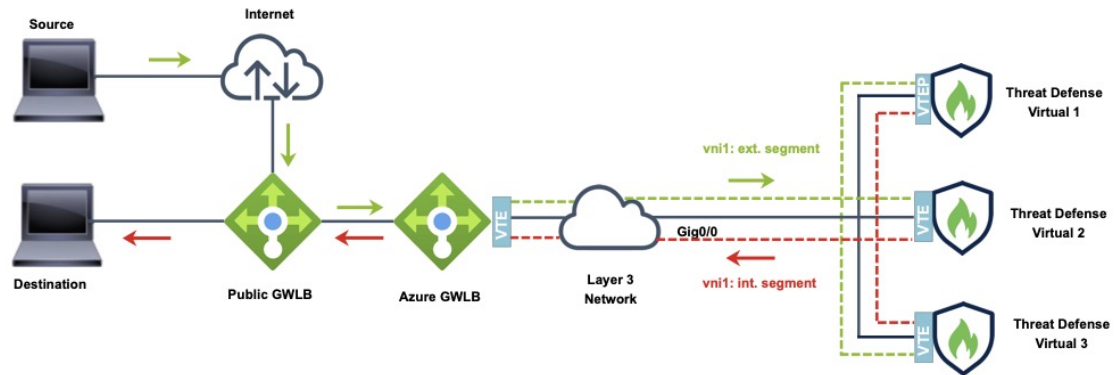 Source
Internet
VTEP
Threat Defense
Virtual 1
vni1: ext. segment
VTE
VTE
Threat Defense
Virtual 2
Gig0/0
Destination
Public GWLB
Azure GWLB
Layer 3
Network
vni1: int. segment
VTE
Threat Defense
Virtual 3